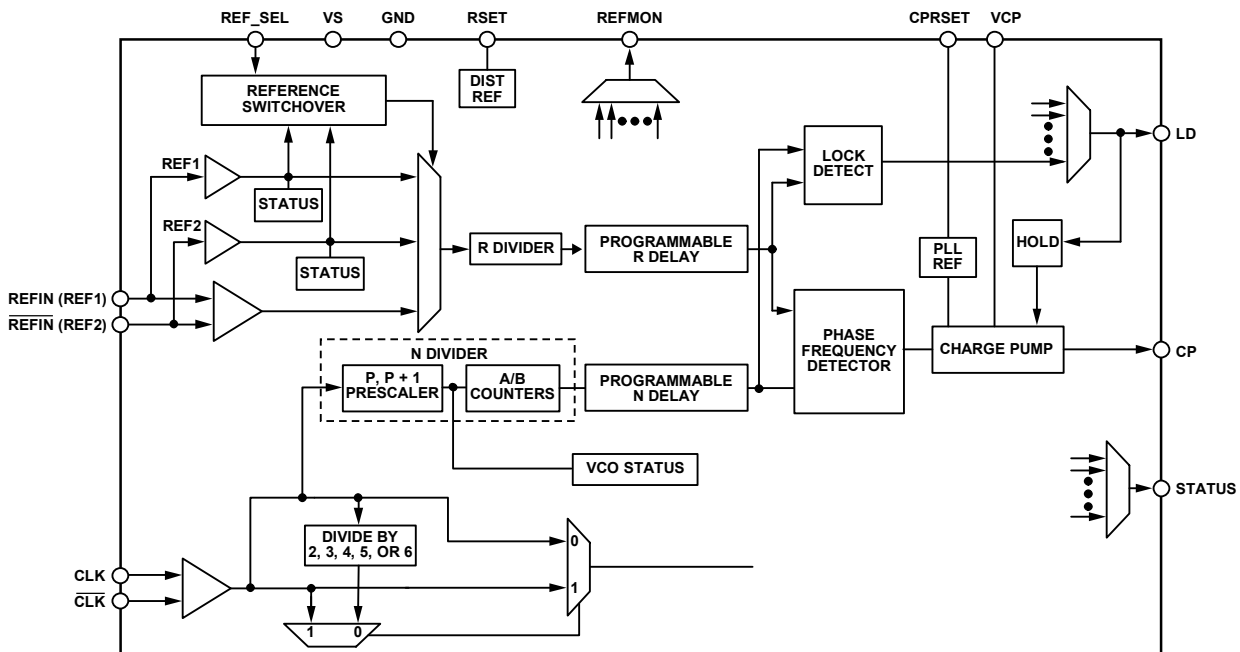 REF_SEL
VS
GND
RSET
REFMON
CPRSET
VCP
DIST
REF
REFERENCE
SWITCHOVER
LD
LOCK
DETECT
REF1
STATUS
REF2
STATUS
R DIVIDER
PROGRAMMABLE
R DELAY
PLL
REF
HOLD
REFIN (REF1)
REFIN (REF2)
N DIVIDER
P, P + 1
PRESCALER
A/B
COUNTERS
PROGRAMMABLE
N DELAY
PHASE
FREQUENCY
DETECTOR
CHARGE PUMP
CP
VCO STATUS
STATUS
DIVIDE BY
2, 3, 4, 5, OR 6
0
CLK
CLK
1
1
0